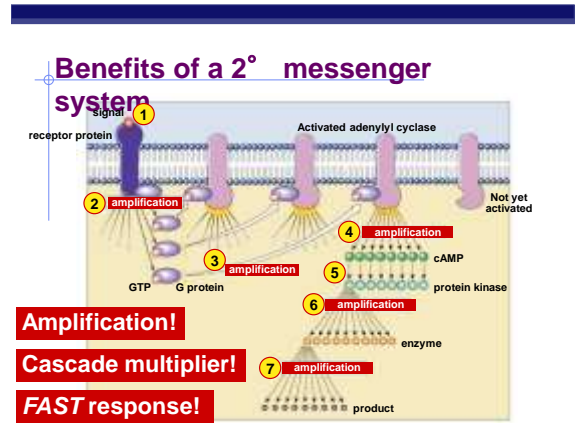 Benefits of a 2° messenger
system
signal
1
receptor protein
Activated adenylyl cyclase
Not yet
activated
2
amplification
4
amplification
3
amplification
cAMP
5
GTP
G protein
protein kinase
6
amplification
Amplification!
enzyme
Cascade multiplier!
7
amplification
FAST response!
product